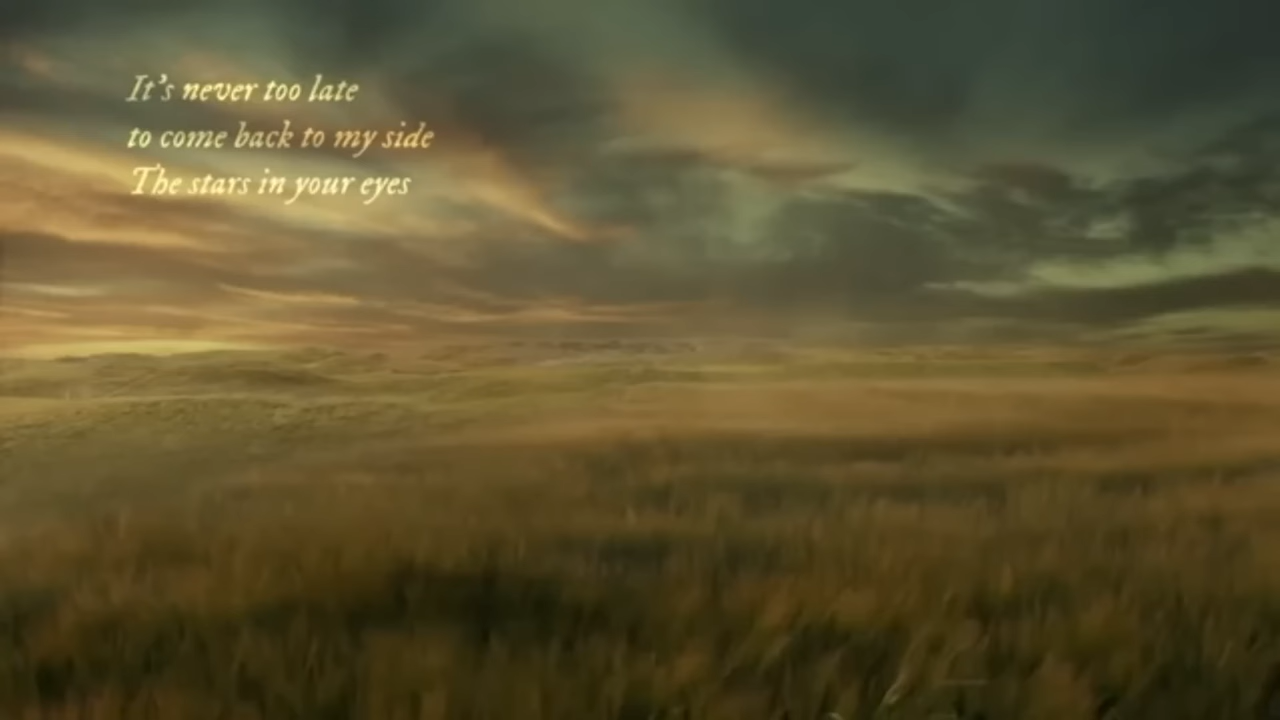 It's never too late
to come back to my side
The stars in your eyes